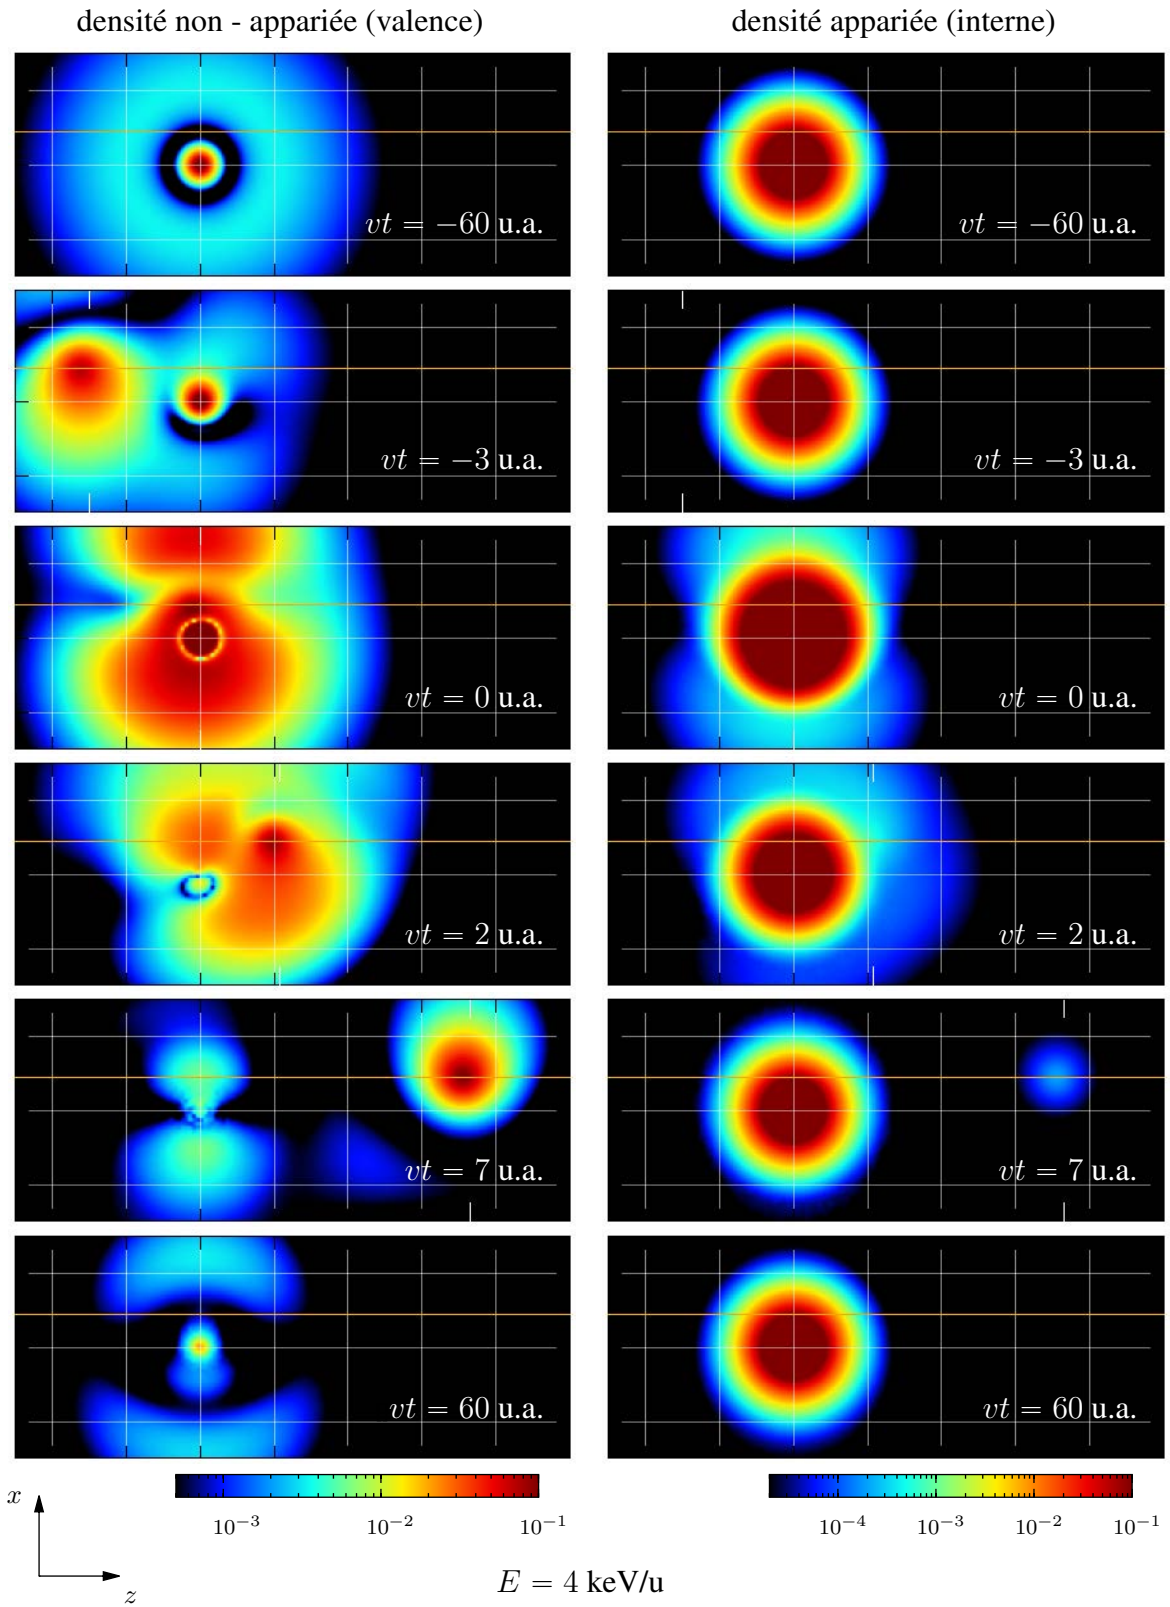 densité non - appariée (valence) densité appariée (interne)
vt = −60 u.a. vt = −60 u.a.
vt = −3 u.a. vt = −3 u.a.
vt = 0 u.a. vt = 0 u.a.
vt = 2 u.a. vt = 2 u.a.
vt = 7 u.a. vt = 7 u.a.
vt = 60 u.a. vt = 60 u.a.
x
10⁻³ 10⁻² 10⁻¹ 10⁻⁴ 10⁻³ 10⁻² 10⁻¹
E = 4 keV/u
z